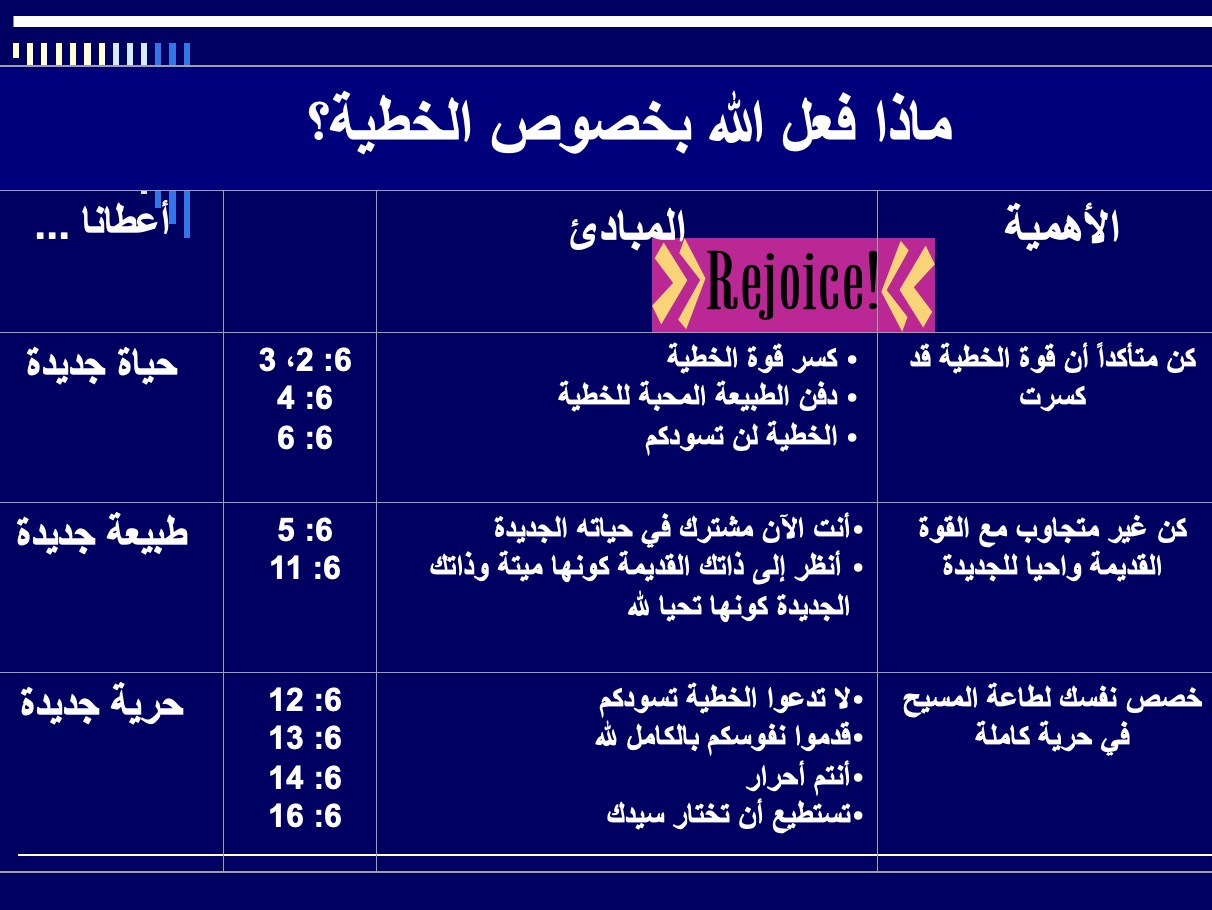 ماذا فعل الله بخصوص الخطية؟
أعطانا ...
المبادئ
الأهمية
Rejoice!
حياة جديدة
6: 2، 3
6: 4
6: 6
• كسر قوة الخطية
• دفن الطبيعة المحبة للخطية
• الخطية لن تسودكم
كن متأكداً أن قوة الخطية قد
كسرت
طبيعة جديدة
6: 5
6: 11
•أنت الآن مشترك في حياته الجديدة
• أنظر إلى ذاتك القديمة كونها ميتة وذاتك
الجديدة كونها تحيا لله
كن غير متجاوب مع القوة
القديمة واحيا للجديدة
حرية جديدة
6: 12
6: 13
6: 14
6: 16
•لا تدعوا الخطية تسودكم
•قدموا نفوسكم بالكامل لله
•أنتم أحرار
•تستطيع أن تختار سيدك
خصص نفسك لطاعة المسيح
في حرية كاملة